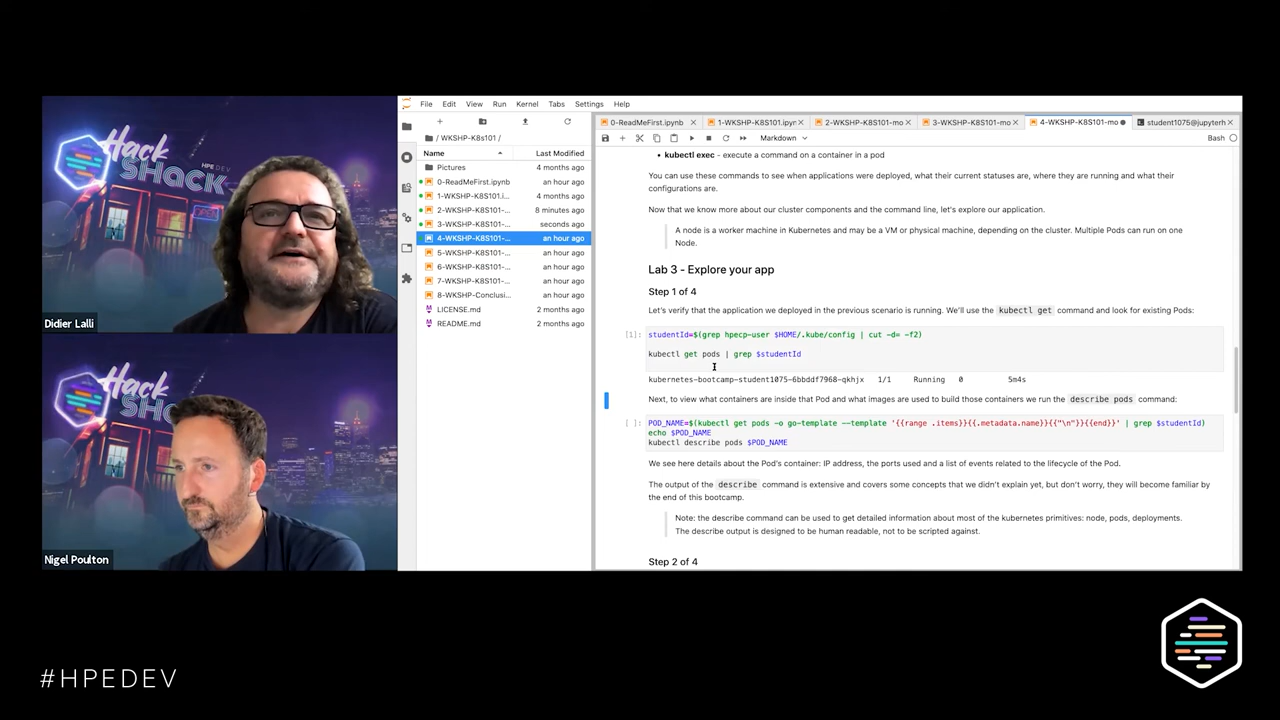 Hack
SHACK
HPE DEV
Didier Lalli
Hack
SHACK
Nigel Poulton
File Edit View Run Kernel Tabs Settings Help
/ WKSHP-K8s101 /
Name Last Modified
Pictures 4 months ago
0-ReadMeFirst.ipynb an hour ago
1-WKSHP-K8S101.i... 4 months ago
2-WKSHP-K8S101-... 8 minutes ago
3-WKSHP-K8S101-... seconds ago
4-WKSHP-K8S101-... an hour ago
5-WKSHP-K8S101-... an hour ago
6-WKSHP-K8S101-... an hour ago
7-WKSHP-K8S101-... an hour ago
8-WKSHP-Conclusi... an hour ago
LICENSE.md 2 months ago
README.md 2 months ago
0-ReadMeFirst.ipynb 1-WKSHP-K8S101.ipyn 2-WKSHP-K8S101-mo 3-WKSHP-K8S101-mo 4-WKSHP-K8S101-mo student1075@jupyterh
Markdown Bash
• kubectl exec - execute a command on a container in a pod
You can use these commands to see when applications were deployed, what their current statuses are, where they are running and what their
configurations are.
Now that we know more about our cluster components and the command line, let's explore our application.
A node is a worker machine in Kubernetes and may be a VM or physical machine, depending on the cluster. Multiple Pods can run on one
Node.
Lab 3 - Explore your app
Step 1 of 4
Let's verify that the application we deployed in the previous scenario is running. We'll use the kubectl get command and look for existing Pods:
[1]: studentId=$(grep hpecp-user $HOME/.kube/config | cut -d= -f2)
kubectl get pods | grep $studentId
kubernetes-bootcamp-student1075-6bbddf7968-qkhjx 1/1 Running 0 5m4s
Next, to view what containers are inside that Pod and what images are used to build those containers we run the describe pods command:
[ ]: POD_NAME=$(kubectl get pods -o go-template --template '{{range .items}}{{.metadata.name}}{{"\n"}}{{end}}' | grep $studentId)
echo $POD_NAME
kubectl describe pods $POD_NAME
We see here details about the Pod's container: IP address, the ports used and a list of events related to the lifecycle of the Pod.
The output of the describe command is extensive and covers some concepts that we didn't explain yet, but don't worry, they will become familiar by
the end of this bootcamp.
Note: the describe command can be used to get detailed information about most of the kubernetes primitives: node, pods, deployments.
The describe output is designed to be human readable, not to be scripted against.
Step 2 of 4
#HPEDEV